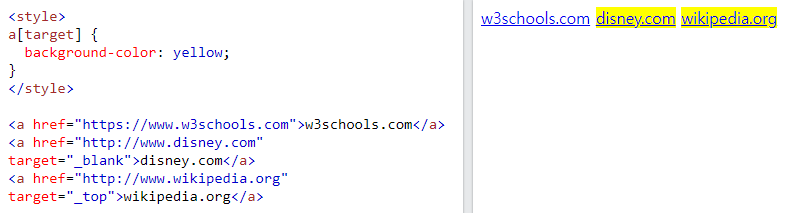 <style>
a[target] {
  background-color: yellow;
}
</style>

<a href="https://www.w3schools.com">w3schools.com</a>
<a href="http://www.disney.com"
target="_blank">disney.com</a>
<a href="http://www.wikipedia.org"
target="_top">wikipedia.org</a>
w3schools.com disney.com wikipedia.org